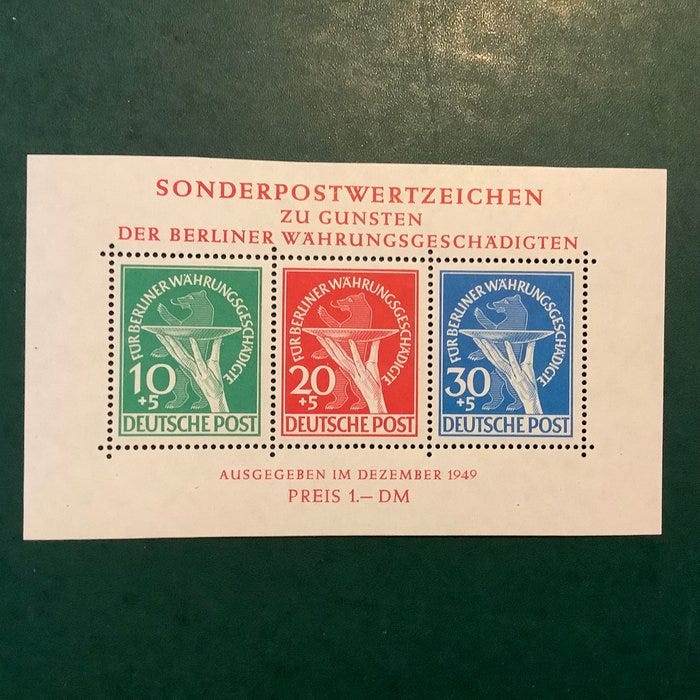 SONDERPOSTWERTZEICHEN
ZU GUNSTEN
DER BERLINER WÄHRUNGSGESCHÄDIGTEN
FÜR BERLINER WÄHRUNGSGESCHÄDIGTE
10
+5
DEUTSCHE POST
FÜR BERLINER WÄHRUNGSGESCHÄDIGTE
20
+5
DEUTSCHE POST
FÜR BERLINER WÄHRUNGSGESCHÄDIGTE
30
+5
DEUTSCHE POST
AUSGEGEBEN IM DEZEMBER 1949
PREIS 1.– DM